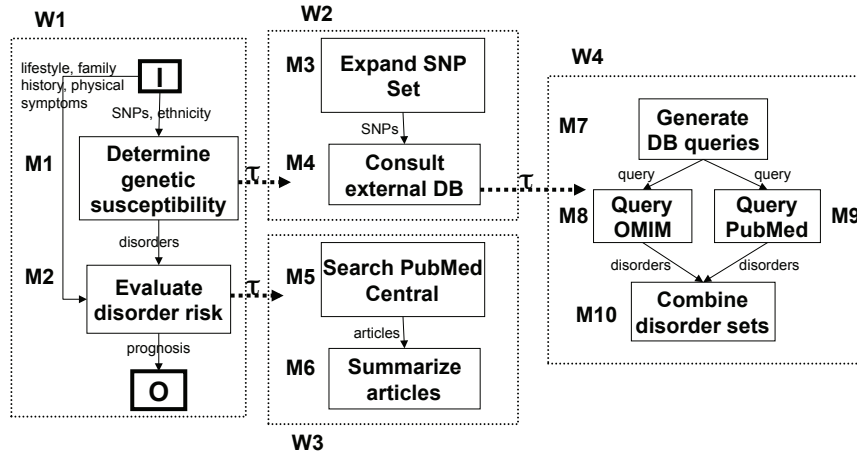 W1
I
lifestyle, family
history, physical
symptoms
SNPs, ethnicity
M1
Determine
genetic
susceptibility
τ
disorders
M2
Evaluate
disorder risk
τ
prognosis
O
W2
M3
Expand SNP
Set
SNPs
M4
Consult
external DB
τ
M5
Search PubMed
Central
articles
M6
Summarize
articles
W3
W4
M7
Generate
DB queries
query
query
M8
Query
OMIM
Query
PubMed
M9
disorders
disorders
M10
Combine
disorder sets